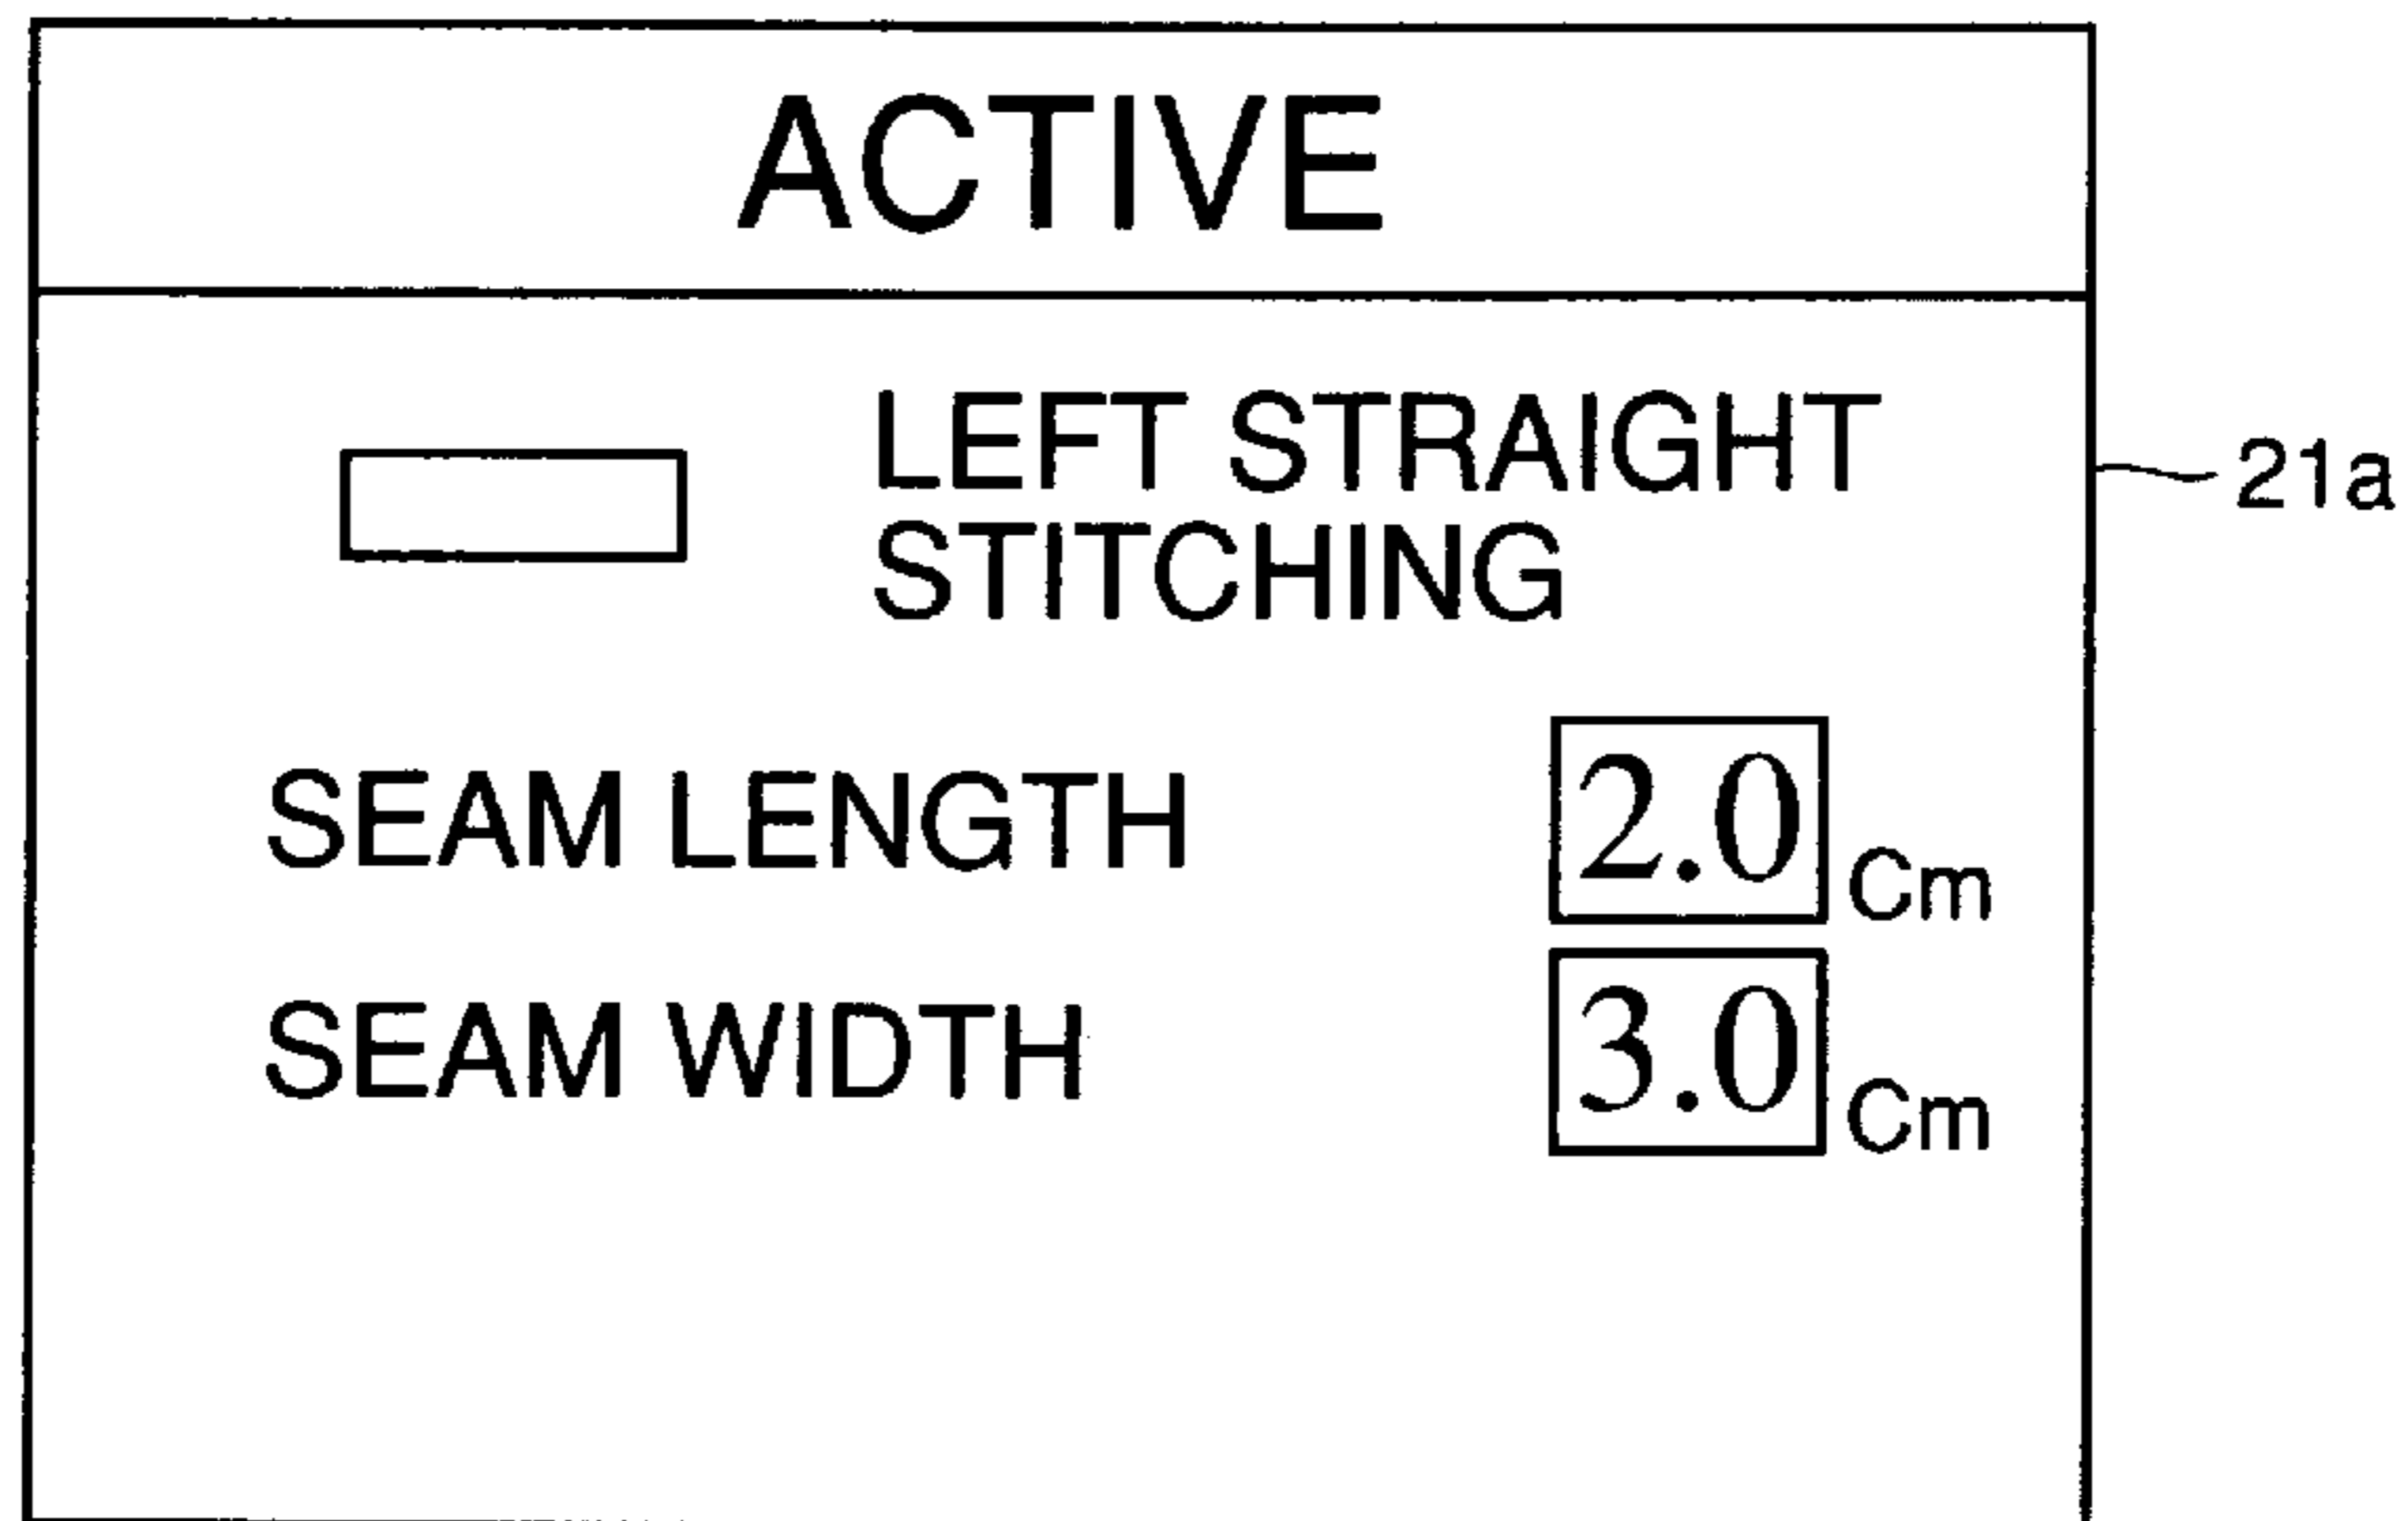 ACTIVE
LEFT STRAIGHT
STITCHING
21a
SEAM LENGTH 2.0 Cm
SEAM WIDTH 3.0 Cm